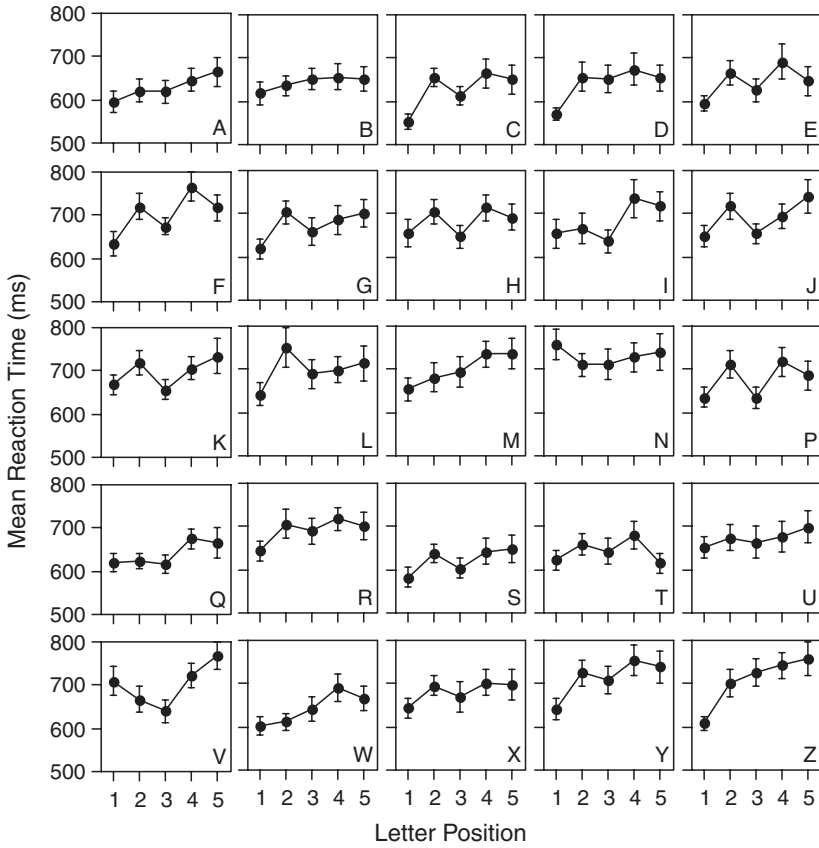 Mean Reaction Time (ms)
800
700
600
500
A
B
C
D
E
800
700
600
500
F
G
H
I
J
800
700
600
500
K
L
M
N
P
800
700
600
500
Q
R
S
T
U
800
700
600
500
V
W
X
Y
Z
1 2 3 4 5 1 2 3 4 5 1 2 3 4 5 1 2 3 4 5 1 2 3 4 5
Letter Position